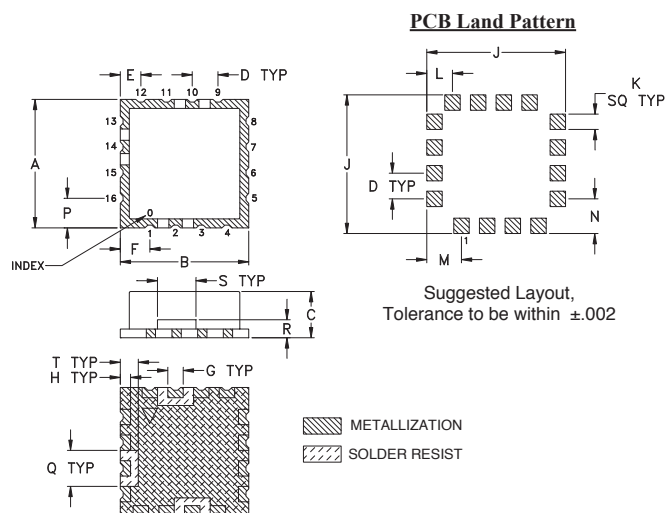 PCB Land Pattern
E
D TYP
12 11 10 9
13
14
15
16
8
7
6
5
A
P
0
1 2 3 4
F
B
INDEX
S TYP
C
R
T TYP
H TYP
G TYP
Q TYP
J
L
K
SQ TYP
J
D TYP
N
1
M
Suggested Layout,
Tolerance to be within ±.002
METALLIZATION
SOLDER RESIST